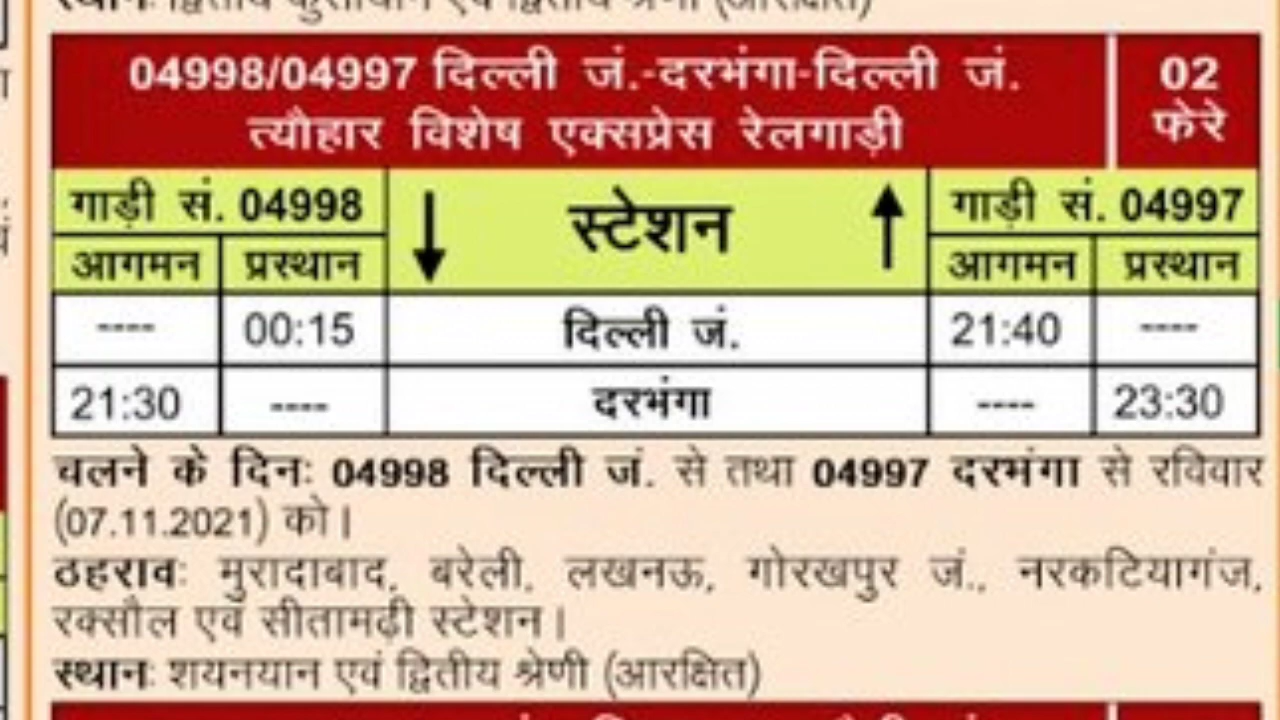 स्थानः द्वितीय कुर्सीयान एवं द्वितीय श्रेणी (आरक्षित)
04998/04997 दिल्ली जं.-दरभंगा-दिल्ली जं.
त्यौहार विशेष एक्सप्रेस रेलगाड़ी
02
फेरे
गाड़ी सं. 04998
स्टेशन
गाड़ी सं. 04997
आगमन प्रस्थान आगमन प्रस्थान
---- 00:15 दिल्ली जं. 21:40 ----
21:30 ---- दरभंगा ---- 23:30
चलने के दिनः 04998 दिल्ली जं. से तथा 04997 दरभंगा से रविवार
(07.11.2021) को।
ठहरावः मुरादाबाद, बरेली, लखनऊ, गोरखपुर जं., नरकटियागंज,
रक्सौल एवं सीतामढ़ी स्टेशन।
स्थानः शयनयान एवं द्वितीय श्रेणी (आरक्षित)